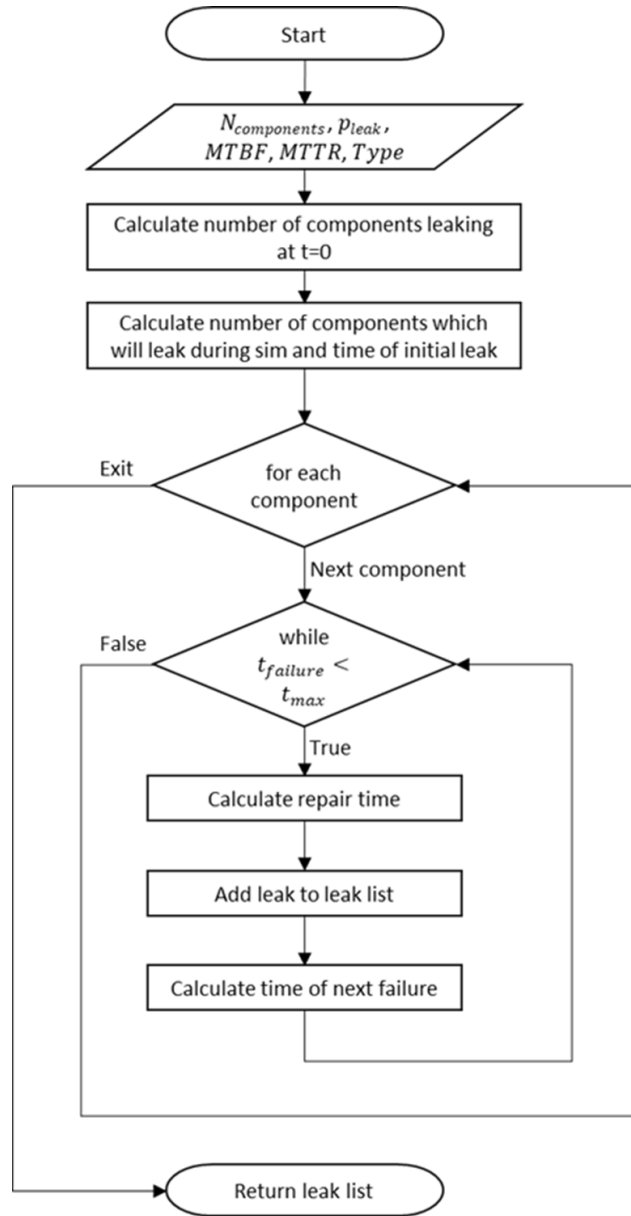 Start
N_components, p_leak,
MTBF, MTTR, Type
Calculate number of components leaking
at t=0
Calculate number of components which
will leak during sim and time of initial leak
Exit
for each
component
Next component
False
while
t_failure <
t_max
True
Calculate repair time
Add leak to leak list
Calculate time of next failure
Return leak list